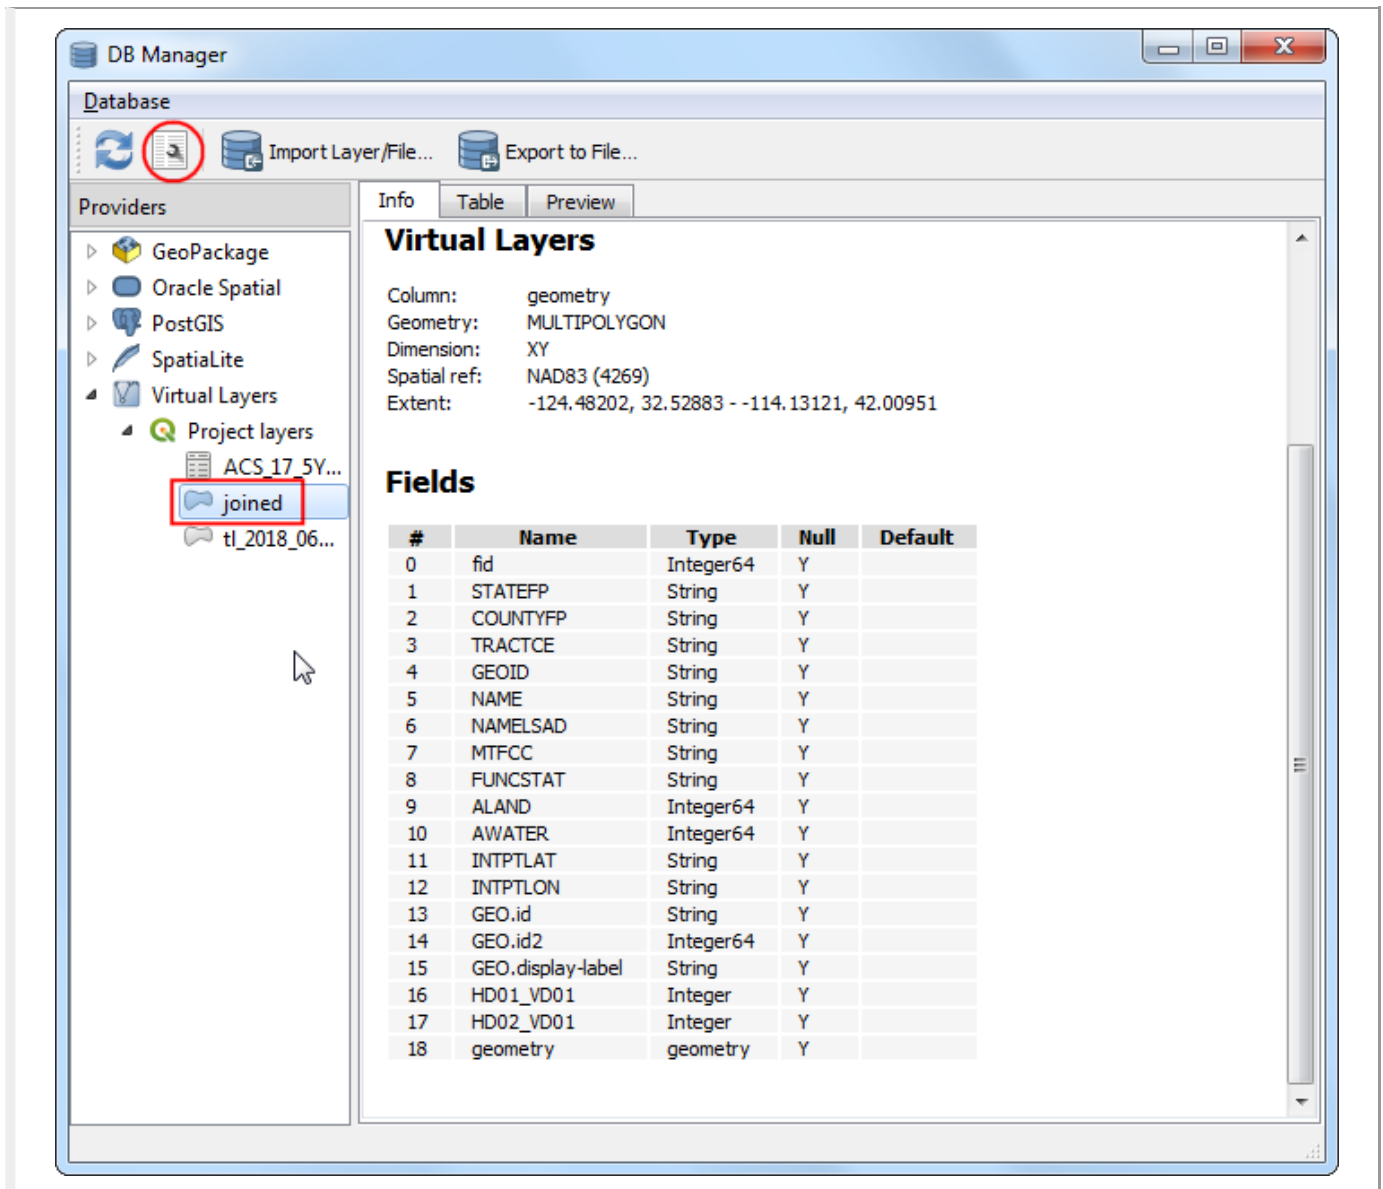 DB Manager
Database
Import Layer/File...
Export to File...
Providers
Info
Table
Preview
GeoPackage
Oracle Spatial
PostGIS
SpatiaLite
Virtual Layers
Project layers
ACS_17_5Y...
joined
tl_2018_06...
Virtual Layers
Column: geometry
Geometry: MULTIPOLYGON
Dimension: XY
Spatial ref: NAD83 (4269)
Extent: -124.48202, 32.52883 - -114.13121, 42.00951
Fields
# Name Type Null Default
0 fid Integer64 Y
1 STATEFP String Y
2 COUNTYFP String Y
3 TRACTCE String Y
4 GEOID String Y
5 NAME String Y
6 NAMELSAD String Y
7 MTFCC String Y
8 FUNCSTAT String Y
9 ALAND Integer64 Y
10 AWATER Integer64 Y
11 INTPTLAT String Y
12 INTPTLON String Y
13 GEO.id String Y
14 GEO.id2 Integer64 Y
15 GEO.display-label String Y
16 HD01_VD01 Integer Y
17 HD02_VD01 Integer Y
18 geometry geometry Y